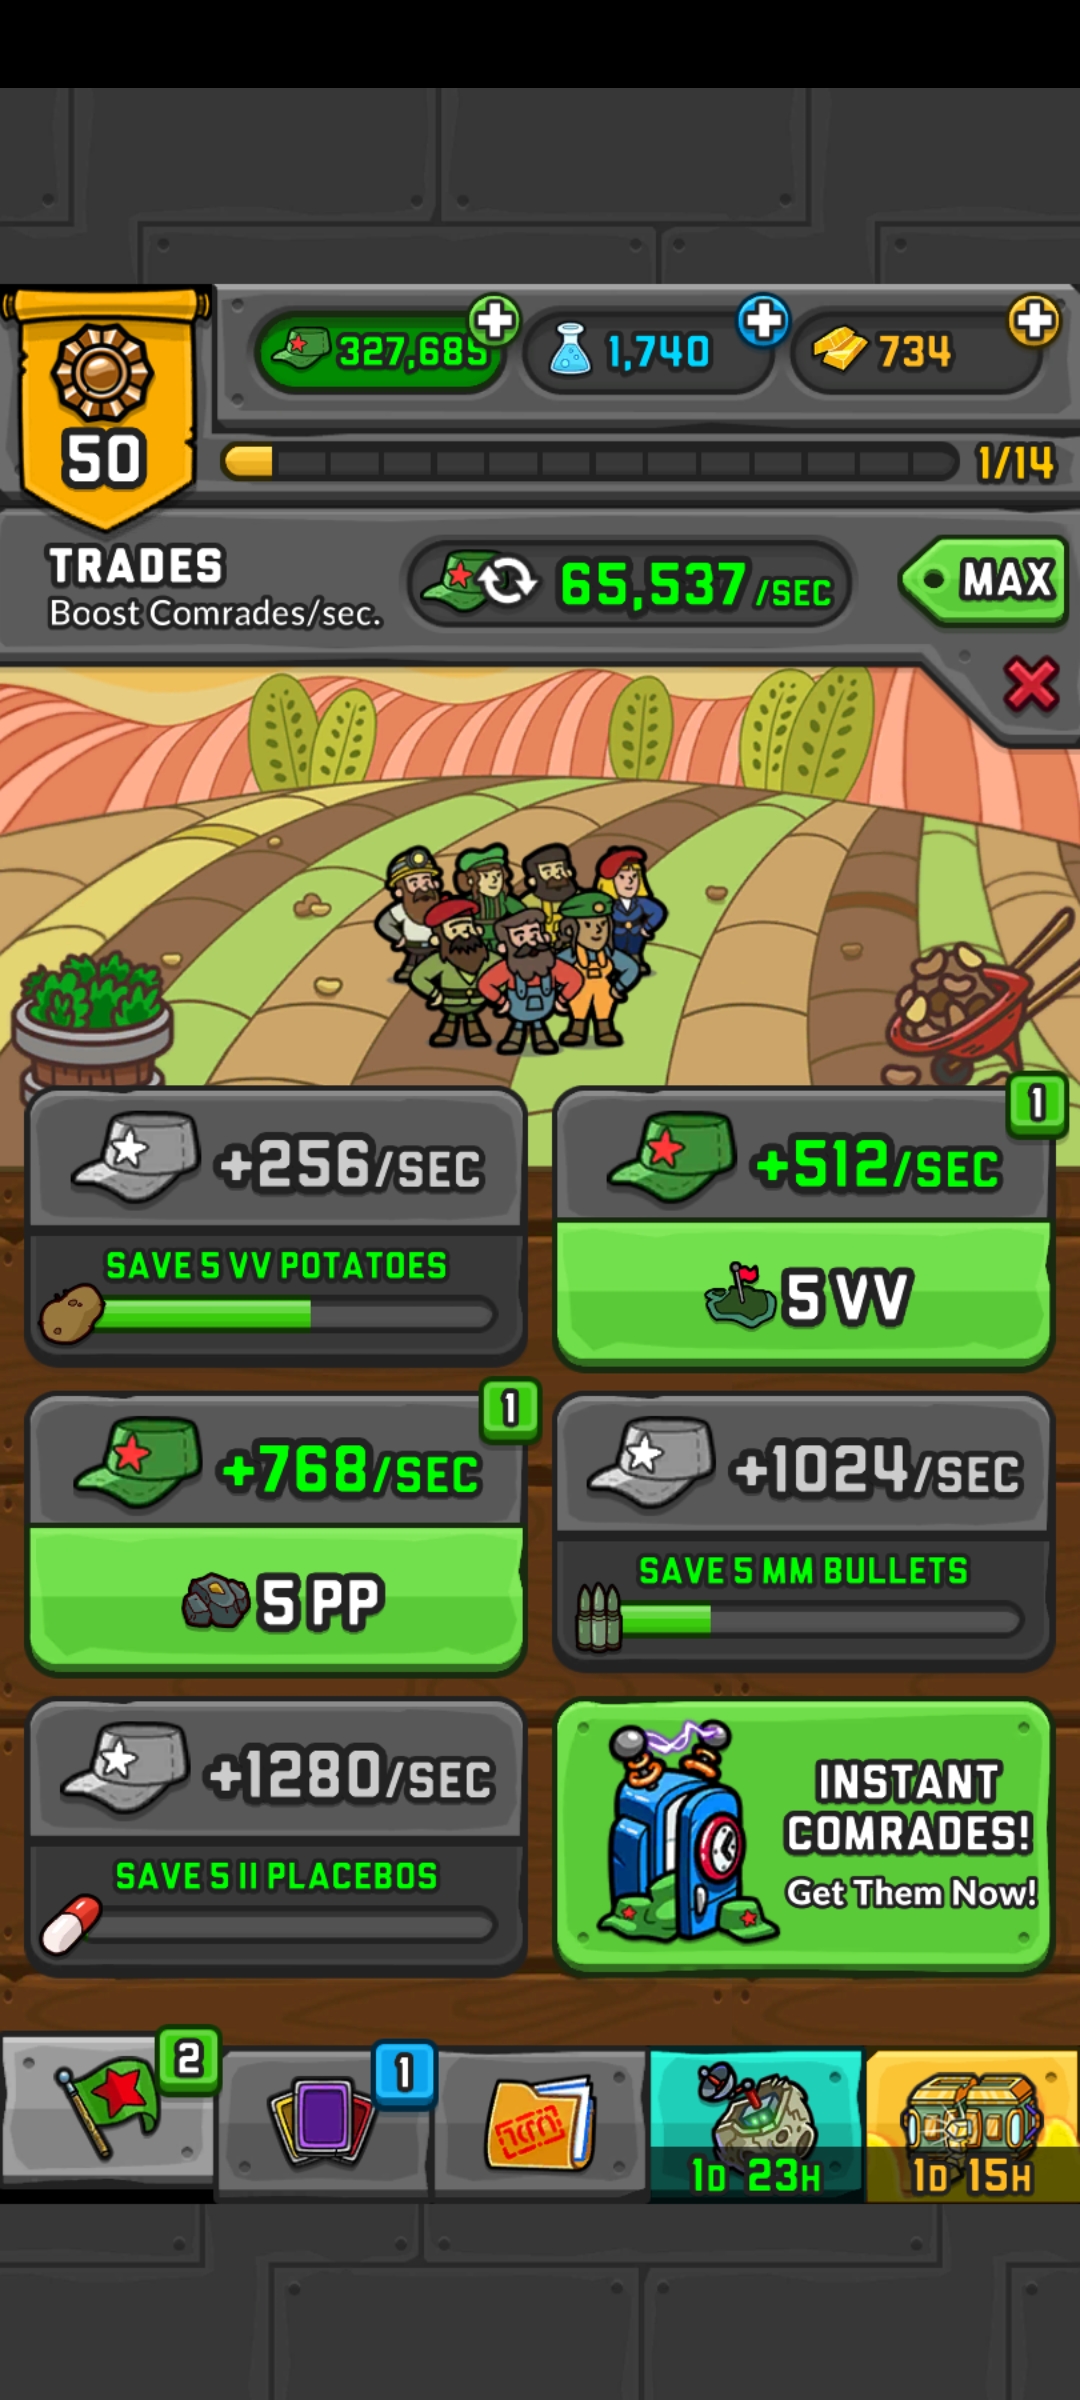 50
327,685
1,740
734
1/14
TRADES
Boost Comrades/sec.
65,537/SEC
MAX
+256/SEC
SAVE 5 VV POTATOES
1
+512/SEC
5 VV
1
+768/SEC
5 PP
+1024/SEC
SAVE 5 MM BULLETS
+1280/SEC
SAVE 5 II PLACEBOS
INSTANT
COMRADES!
Get Them Now!
2
1
1D 23H
1D 15H